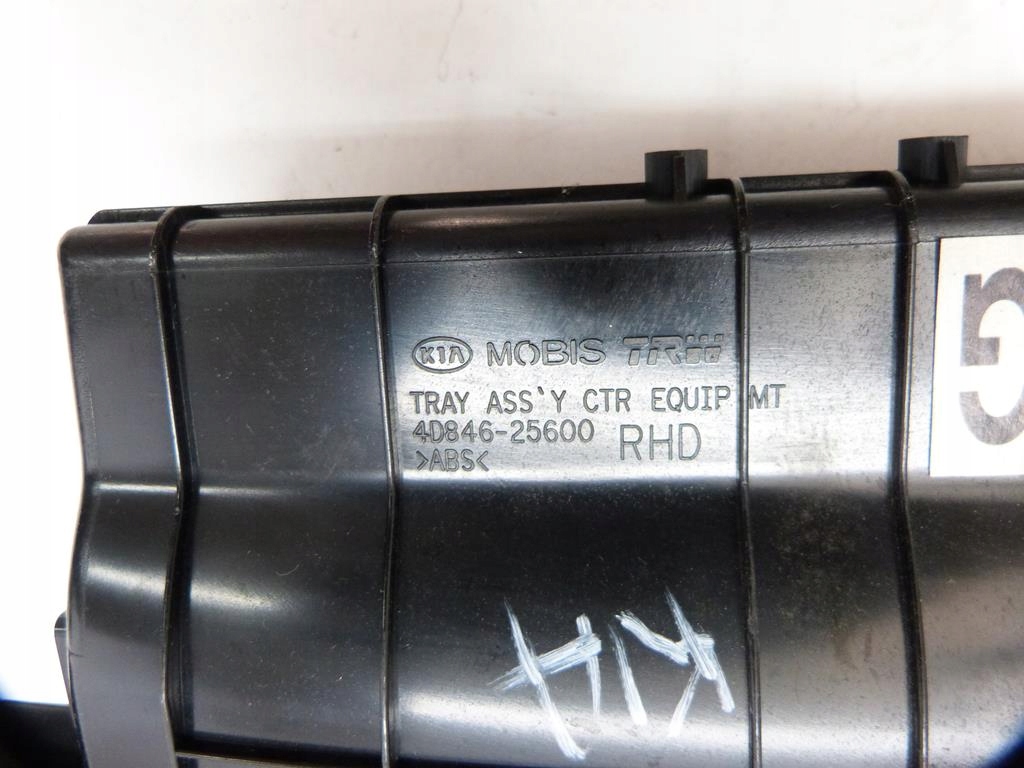 KIA MOBIS TRW
TRAY ASS'Y CTR EQUIP MT
4D846-25600 RHD
>ABS<
KIA
G